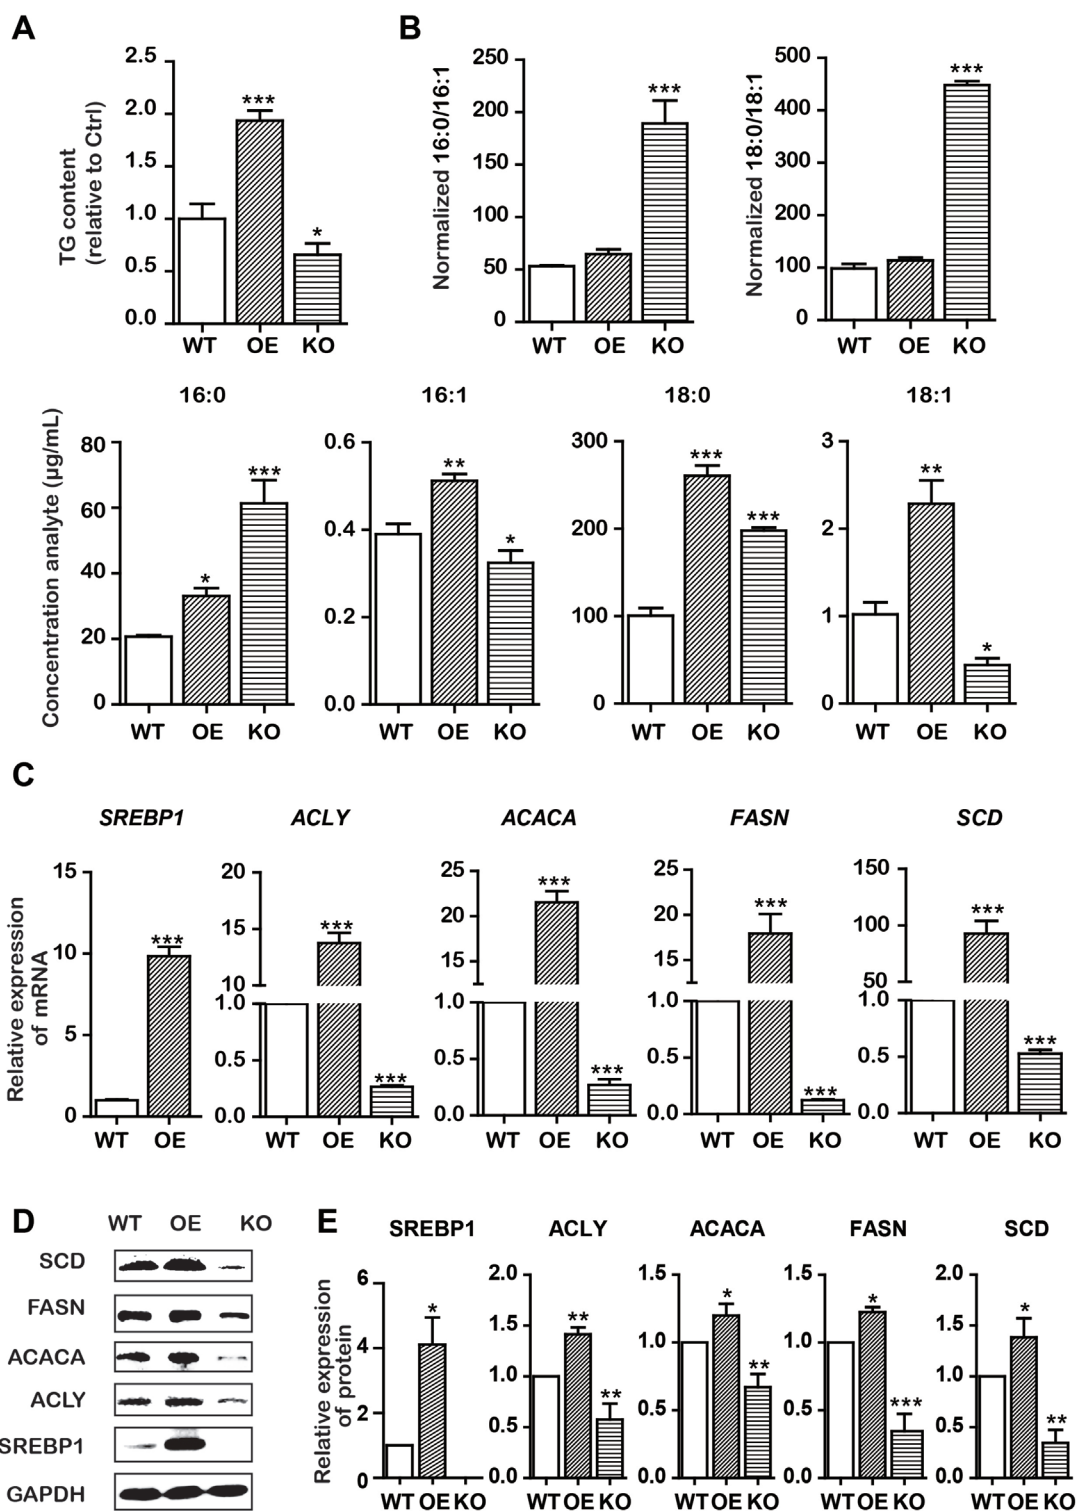 A
B
2.5
2.0
1.5
1.0
0.5
0.0
TG content
(relative to Ctrl)
***
*
WT OE KO
250
200
150
100
50
0
Normalized 16:0/16:1
***
WT OE KO
500
400
300
200
100
0
Normalized 18:0/18:1
***
WT OE KO
16:0
16:1
18:0
18:1
Concentration analyte (µg/mL)
80
60
40
20
0
*
***
WT OE KO
0.6
0.4
0.2
0.0
**
*
WT OE KO
300
200
100
0
***
***
WT OE KO
3
2
1
0
**
*
WT OE KO
C
SREBP1
ACLY
ACACA
FASN
SCD
Relative expression
of mRNA
15
10
5
0
***
WT OE
20
15
10
1.0
0.5
0.0
***
***
WT OE KO
25
20
15
1.0
0.5
0.0
***
***
WT OE KO
25
20
15
1.0
0.5
0.0
***
***
WT OE KO
150
100
50
1.0
0.5
0.0
***
***
WT OE KO
D
WT OE KO
SCD
FASN
ACACA
ACLY
SREBP1
GAPDH
E
SREBP1
ACLY
ACACA
FASN
SCD
Relative expression
of protein
6
4
2
0
*
WT OE KO
2.0
1.5
1.0
0.5
0.0
**
**
WT OE KO
1.5
1.0
0.5
0.0
*
**
WT OE KO
1.5
1.0
0.5
0.0
*
***
WT OE KO
2.0
1.5
1.0
0.5
0.0
*
**
WT OE KO